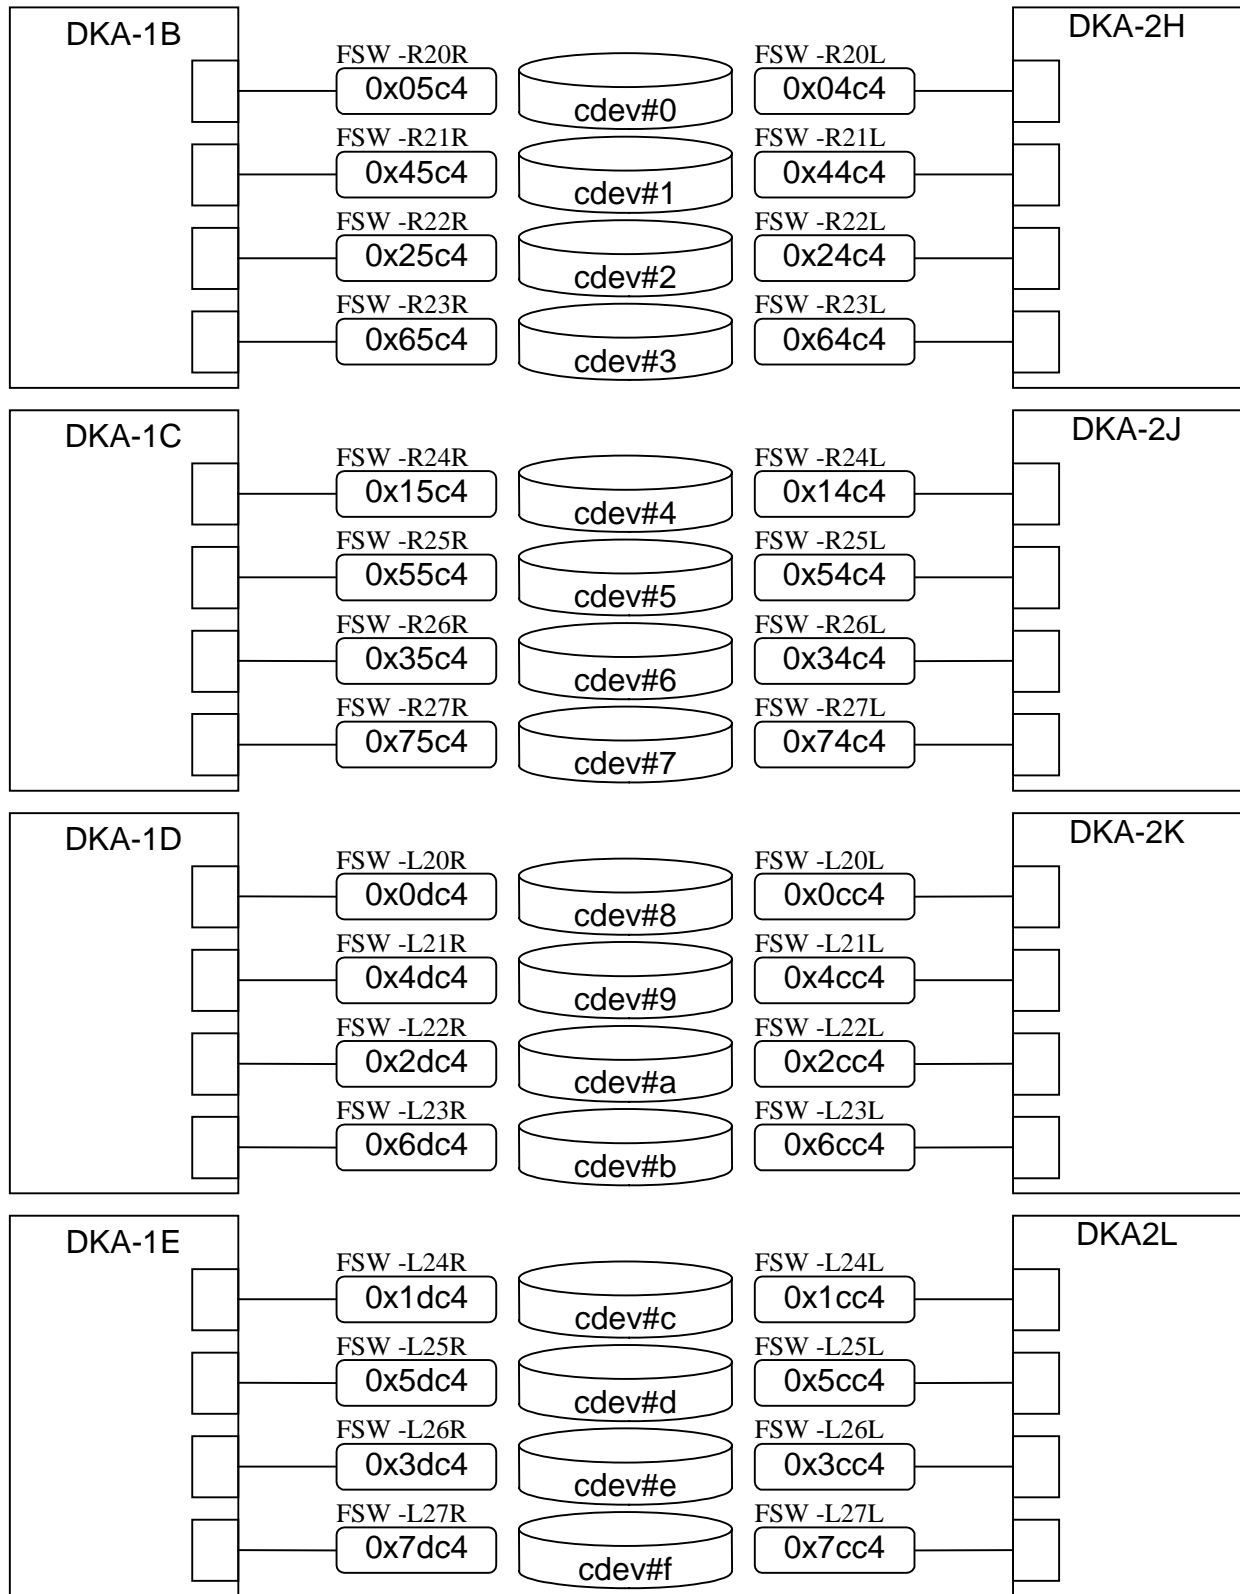 DKA-1B
DKA-2H
FSW -R20R
FSW -R20L
0x05c4
cdev#0
0x04c4
FSW -R21R
FSW -R21L
0x45c4
cdev#1
0x44c4
FSW -R22R
FSW -R22L
0x25c4
cdev#2
0x24c4
FSW -R23R
FSW -R23L
0x65c4
cdev#3
0x64c4
DKA-1C
DKA-2J
FSW -R24R
FSW -R24L
0x15c4
cdev#4
0x14c4
FSW -R25R
FSW -R25L
0x55c4
cdev#5
0x54c4
FSW -R26R
FSW -R26L
0x35c4
cdev#6
0x34c4
FSW -R27R
FSW -R27L
0x75c4
cdev#7
0x74c4
DKA-1D
DKA-2K
FSW -L20R
FSW -L20L
0x0dc4
cdev#8
0x0cc4
FSW -L21R
FSW -L21L
0x4dc4
cdev#9
0x4cc4
FSW -L22R
FSW -L22L
0x2dc4
cdev#a
0x2cc4
FSW -L23R
FSW -L23L
0x6dc4
cdev#b
0x6cc4
DKA-1E
DKA2L
FSW -L24R
FSW -L24L
0x1dc4
cdev#c
0x1cc4
FSW -L25R
FSW -L25L
0x5dc4
cdev#d
0x5cc4
FSW -L26R
FSW -L26L
0x3dc4
cdev#e
0x3cc4
FSW -L27R
FSW -L27L
0x7dc4
cdev#f
0x7cc4